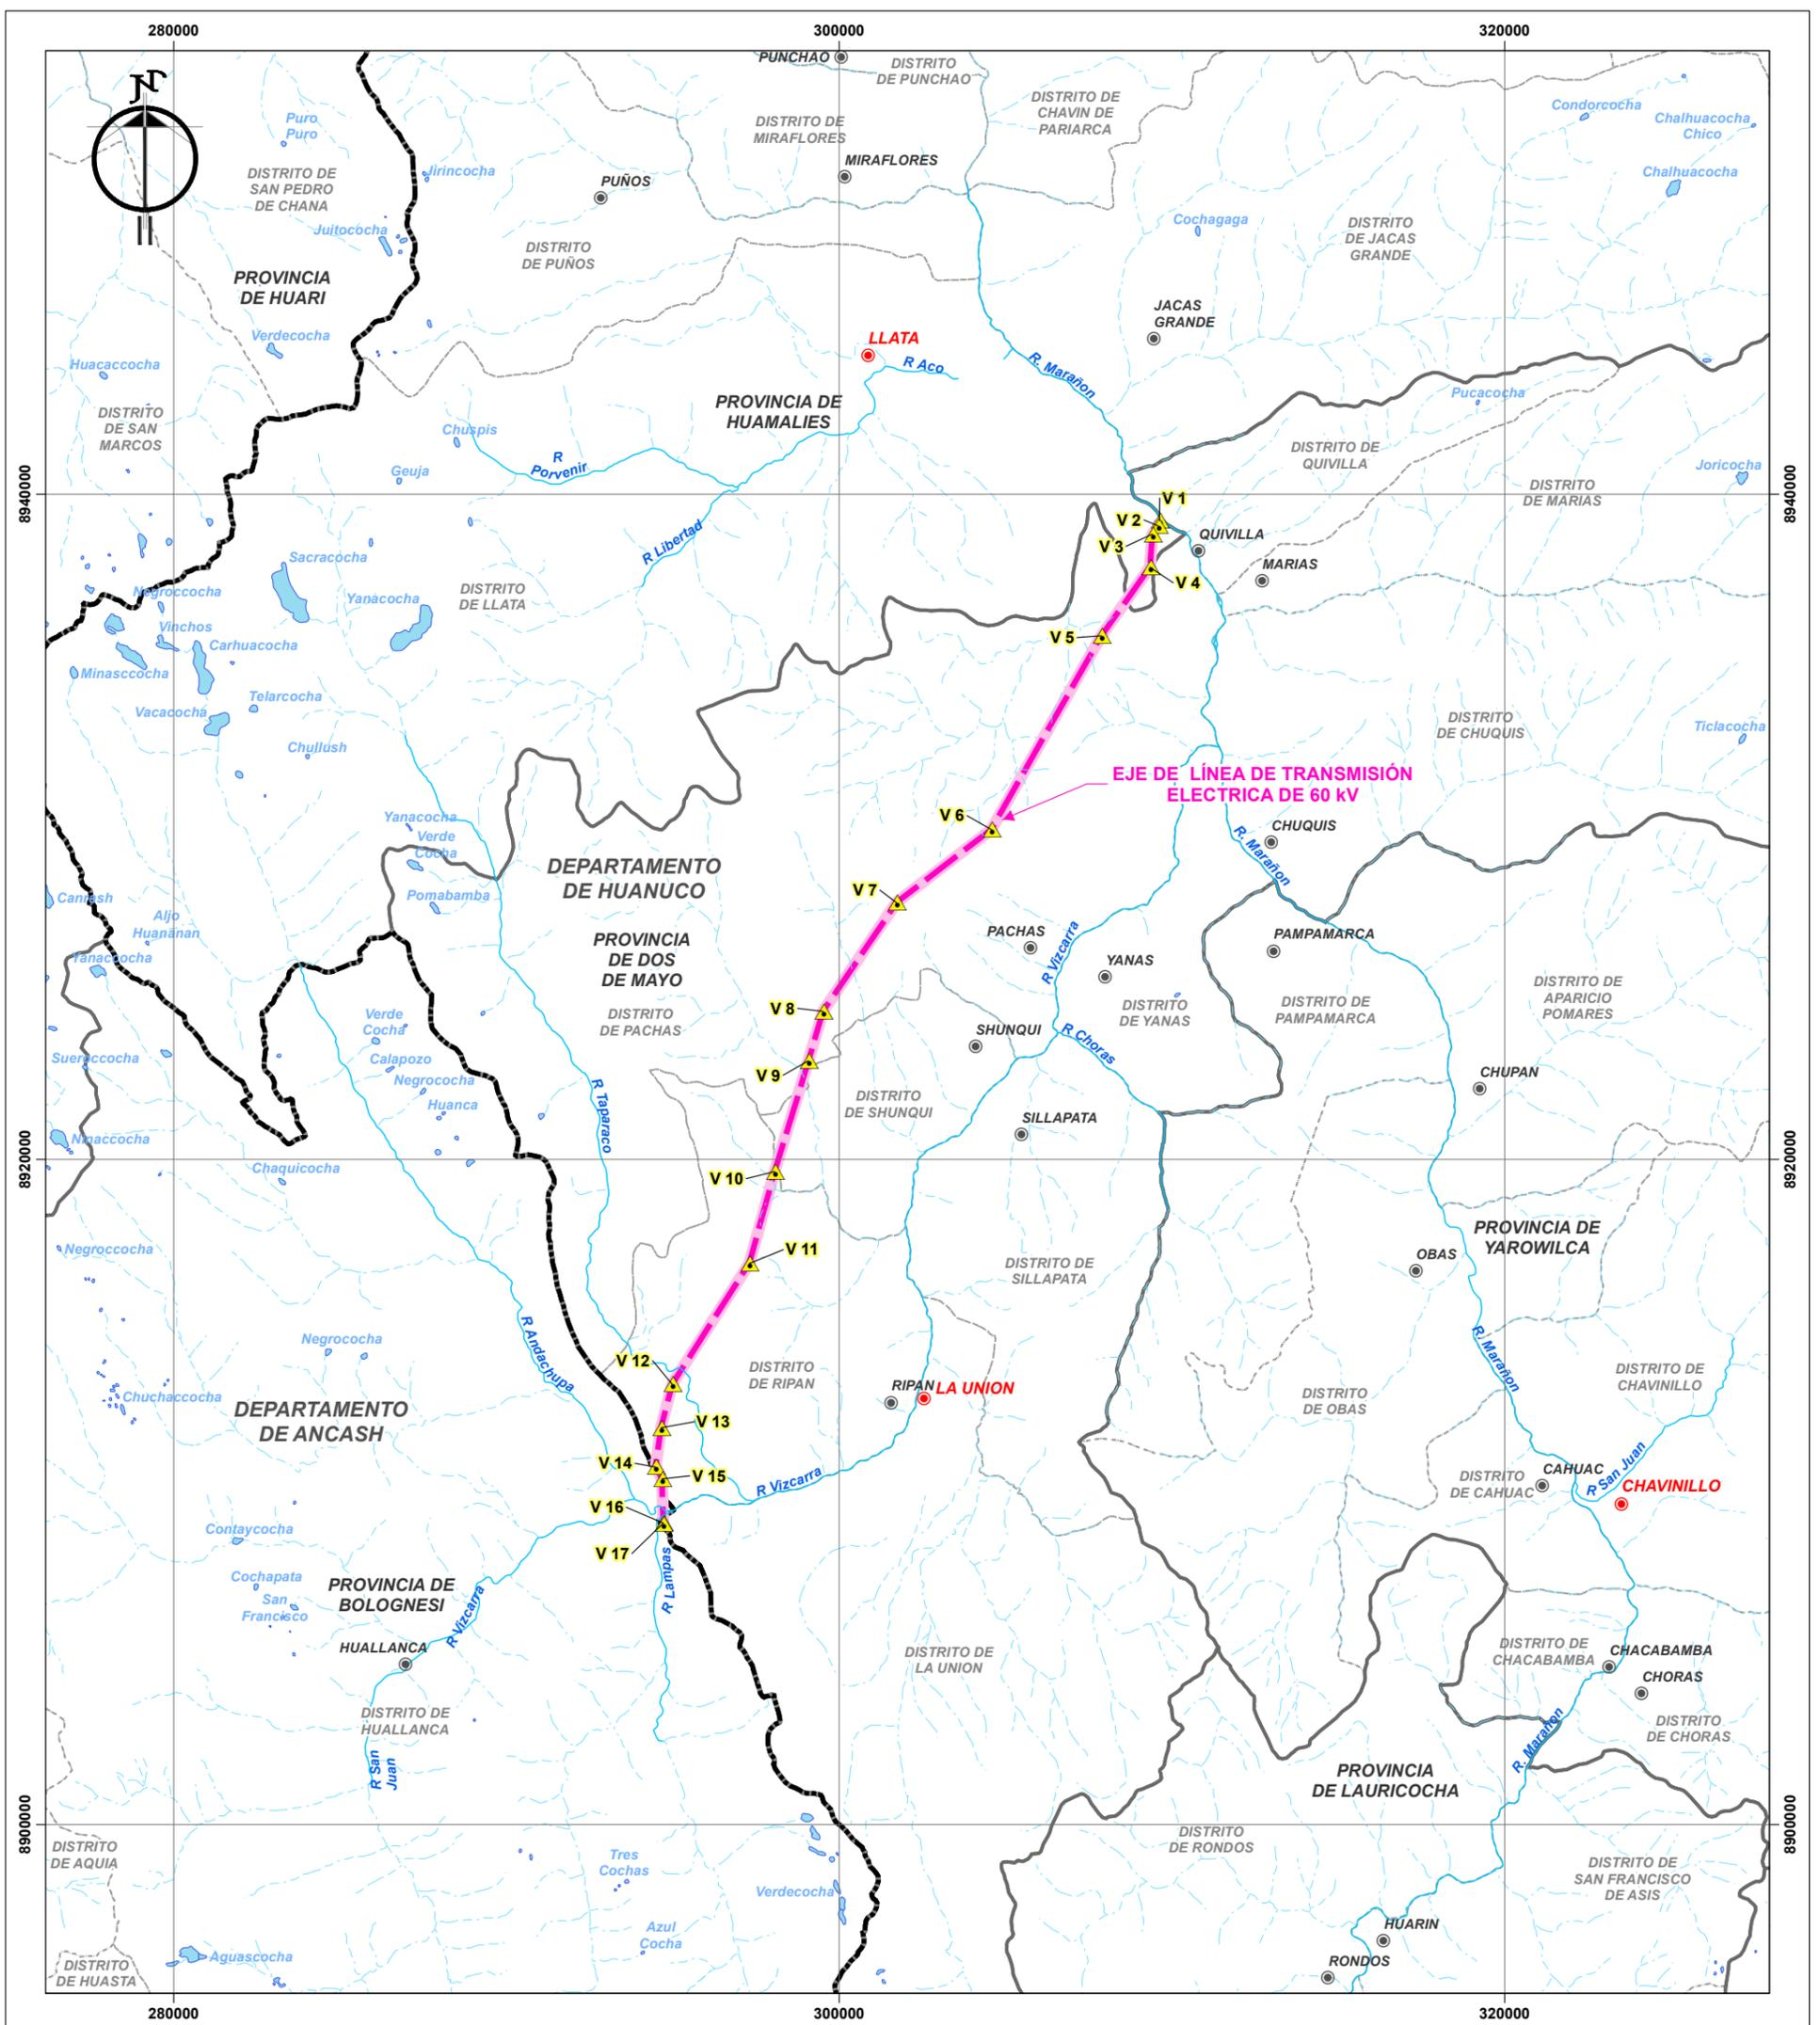 280000
300000
320000
PUNCHAO
DISTRITO
DE PUNCHAO
DISTRITO DE
CHAVIN DE
PARIARCA
Condorcocha
Chalhuacocha
Chico
Puro
Puro
DISTRITO DE
MIRAFLORES
MIRAFLORES
Chalhuacocha
DISTRITO DE
SAN PEDRO
DE CHANA
Jirincocha
PUÑOS
Juitococha
Cochagaga
DISTRITO
DE JACAS
GRANDE
DISTRITO
DE PUÑOS
PROVINCIA
DE HUARI
JACAS
GRANDE
Verdecocha
LLATA
R Aco
R. Marañon
Huacaccocha
Pucacocha
PROVINCIA DE
HUAMALIES
DISTRITO
DE SAN
MARCOS
Chuspis
R
Porvenir
Geuja
DISTRITO DE
QUIVILLA
Joricocha
DISTRITO
DE MARIAS
8940000
8940000
V 1
V 2
V 3
QUIVILLA
R Libertad
Sacracocha
MARIAS
V 4
Negroccocha
Yanacocha
DISTRITO
DE LLATA
Vinchos
Carhuacocha
V 5
Minasccocha
Telarcocha
Vacacocha
Chullush
DISTRITO
DE CHUQUIS
Ticlacocha
EJE DE LÍNEA DE TRANSMISIÓN
ELECTRICA DE 60 kV
Yanacocha
Verde
Cocha
V 6
CHUQUIS
R. Marañon
DEPARTAMENTO
DE HUANUCO
Pomabamba
V 7
Canrash
Aljo
Huanãnan
PACHAS
PAMPAMARCA
PROVINCIA
DE DOS
DE MAYO
R Vizcarra
Yanaccocha
YANAS
DISTRITO DE
APARICIO
POMARES
DISTRITO
DE PACHAS
V 8
DISTRITO
DE YANAS
DISTRITO DE
PAMPAMARCA
Verde
Cocha
SHUNQUI
R Choras
Sueroccocha
Calapozo
V 9
Negrococha
CHUPAN
Huanca
DISTRITO
DE SHUNQUI
R Taparaco
SILLAPATA
Ninaccocha
8920000
8920000
Chaquicocha
V 10
Negroccocha
V 11
PROVINCIA DE
YAROWILCA
OBAS
DISTRITO DE
SILLAPATA
R Andachupa
Negrococha
V 12
DISTRITO
DE RIPAN
RIPAN
LA UNION
R. Marañon
DISTRITO DE
CHAVINILLO
Chuchaccocha
DISTRITO
DE OBAS
DEPARTAMENTO
DE ANCASH
V 13
V 14
V 15
R Vizcarra
CAHUAC
DISTRITO
DE CAHUAC
R San Juan
CHAVINILLO
V 16
Contaycocha
V 17
R Lampas
Cochapata
San
Francisco
PROVINCIA DE
BOLOGNESI
R Vizcarra
HUALLANCA
DISTRITO DE
LA UNION
DISTRITO DE
CHACABAMBA
CHACABAMBA
CHORAS
DISTRITO DE
HUALLANCA
DISTRITO
DE CHORAS
R. Marañon
R San
Juan
PROVINCIA
DE LAURICOCHA
8900000
8900000
DISTRITO
DE AQUIA
DISTRITO
DE RONDOS
Tres
Cochas
DISTRITO DE
SAN FRANCISCO
DE ASIS
Verdecocha
HUARIN
Azul
Cocha
Aguascocha
RONDOS
DISTRITO
DE HUASTA
280000
300000
320000